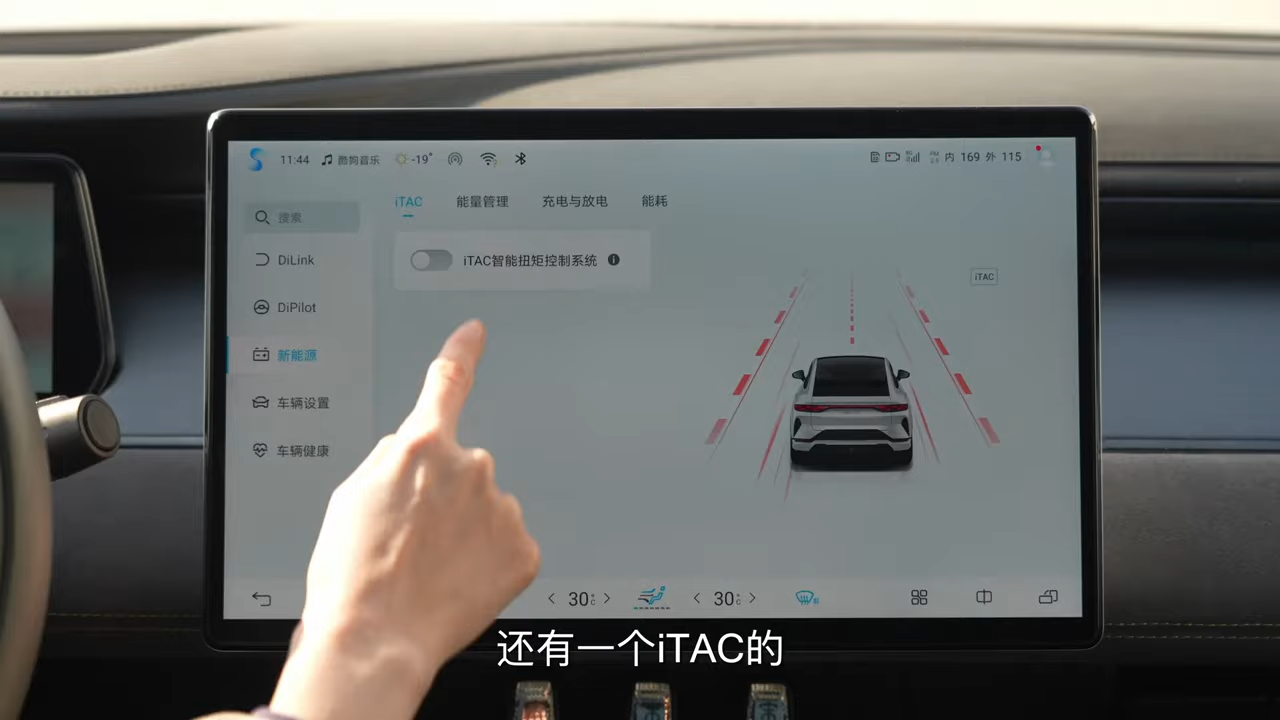 11:44 酷狗音乐 -19° 内 169 外 115
iTAC 能量管理 充电与放电 能耗
搜索
DiLink
DiPilot
新能源
车辆设置
车辆健康
iTAC智能扭矩控制系统
iTAC
30°C 30°C
还有一个iTAC的